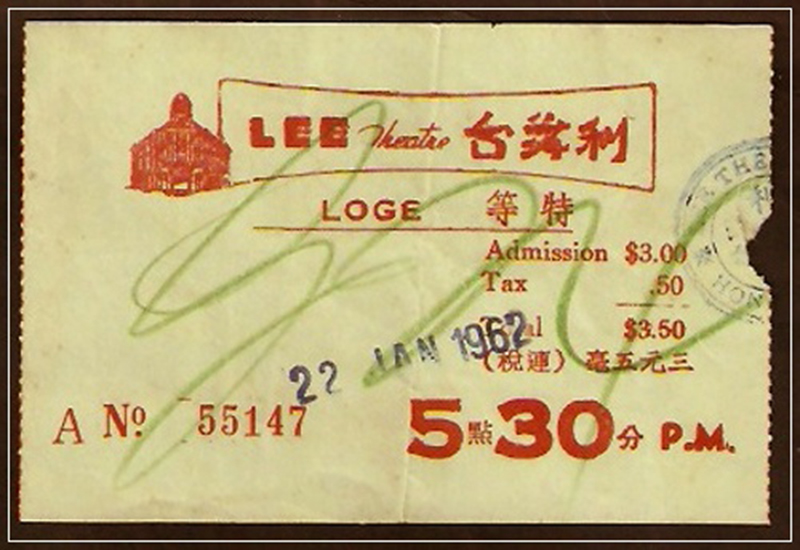 LEE Theatre 利舞台
LOGE 特等
Admission $3.00
Tax .50
Total $3.50
三元五毫 (連稅)
22 JAN 1962
A Nº 55147
5點30分 P.M.